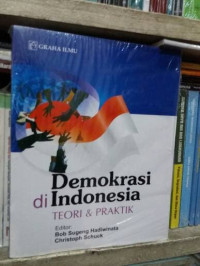 GRAHA ILMU
Demokrasi
di Indonesia
TEORI & PRAKTIK
Editor:
Bob Sugeng Hadiwinata
Christoph Schuck